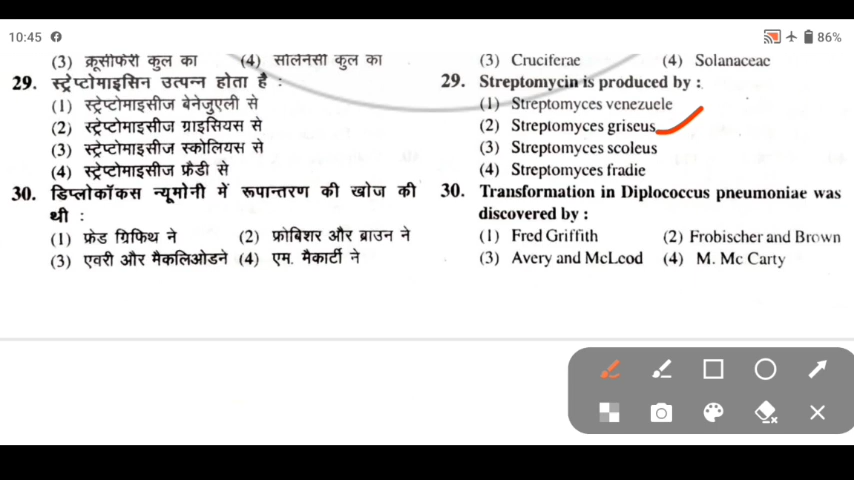 10:45
86%
(3) क्रूसीफेरी कुल का (4) सोलेनेसी कुल का
29. स्ट्रेप्टोमाइसिन उत्पन्न होता है :
(1) स्ट्रेप्टोमाइसीज बेनेजुएली से
(2) स्ट्रेप्टोमाइसीज ग्राइसियस से
(3) स्ट्रेप्टोमाइसीज स्कोलियस से
(4) स्ट्रेप्टोमाइसीज फ्रैडी से
30. डिप्लोकॉकस न्यूमोनी में रूपान्तरण की खोज की
थी :
(1) फ्रेड ग्रिफिथ ने (2) फ्रोबिशर और ब्राउन ने
(3) एवरी और मैकलिओडने (4) एम. मैकार्टी ने
(3) Cruciferae (4) Solanaceae
29. Streptomycin is produced by :
(1) Streptomyces venezuele
(2) Streptomyces griseus
(3) Streptomyces scoleus
(4) Streptomyces fradie
30. Transformation in Diplococcus pneumoniae was
discovered by :
(1) Fred Griffith (2) Frobischer and Brown
(3) Avery and McLeod (4) M. Mc Carty